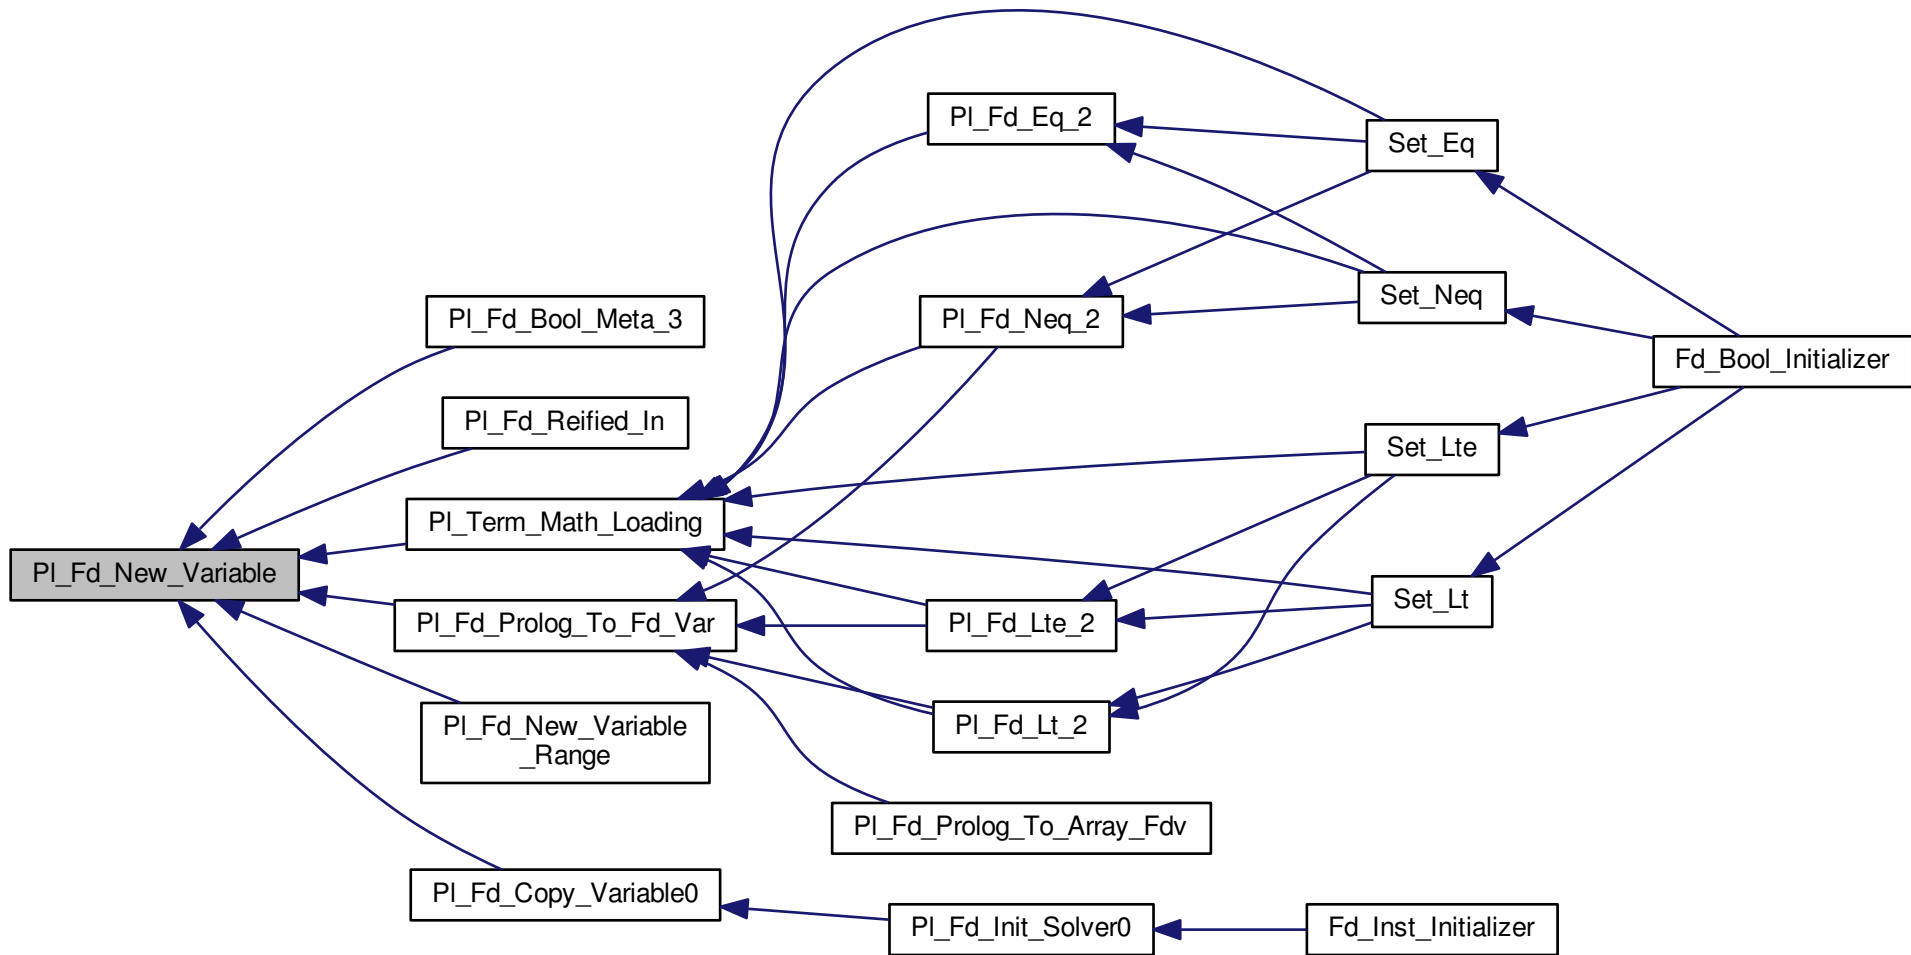 Pl_Fd_New_Variable
Pl_Fd_Bool_Meta_3
Pl_Fd_Reified_In
Pl_Term_Math_Loading
Pl_Fd_Prolog_To_Fd_Var
Pl_Fd_New_Variable
_Range
Pl_Fd_Copy_Variable0
Pl_Fd_Eq_2
Pl_Fd_Neq_2
Pl_Fd_Lte_2
Pl_Fd_Lt_2
Pl_Fd_Prolog_To_Array_Fdv
Pl_Fd_Init_Solver0
Set_Eq
Set_Neq
Set_Lte
Set_Lt
Fd_Inst_Initializer
Fd_Bool_Initializer